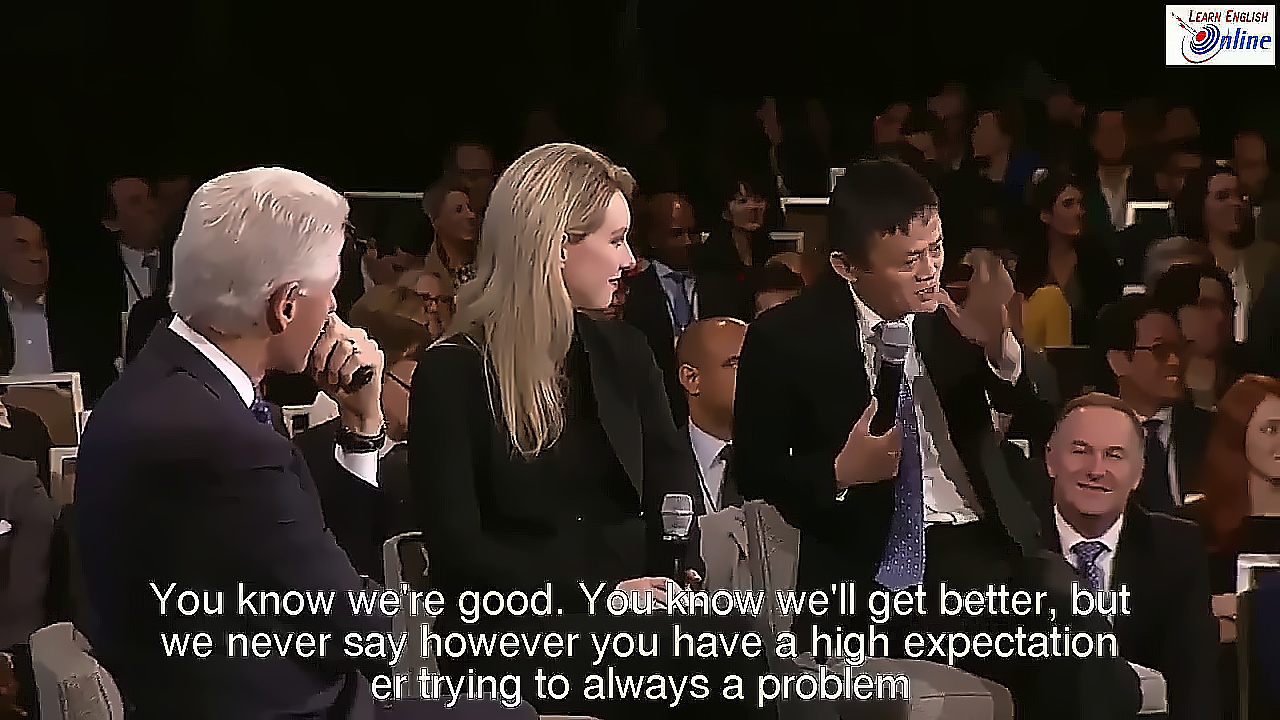 LEARN ENGLISH
Online
You know we're good. You know we'll get better, but
we never say however you have a high expectation
er trying to always a problem